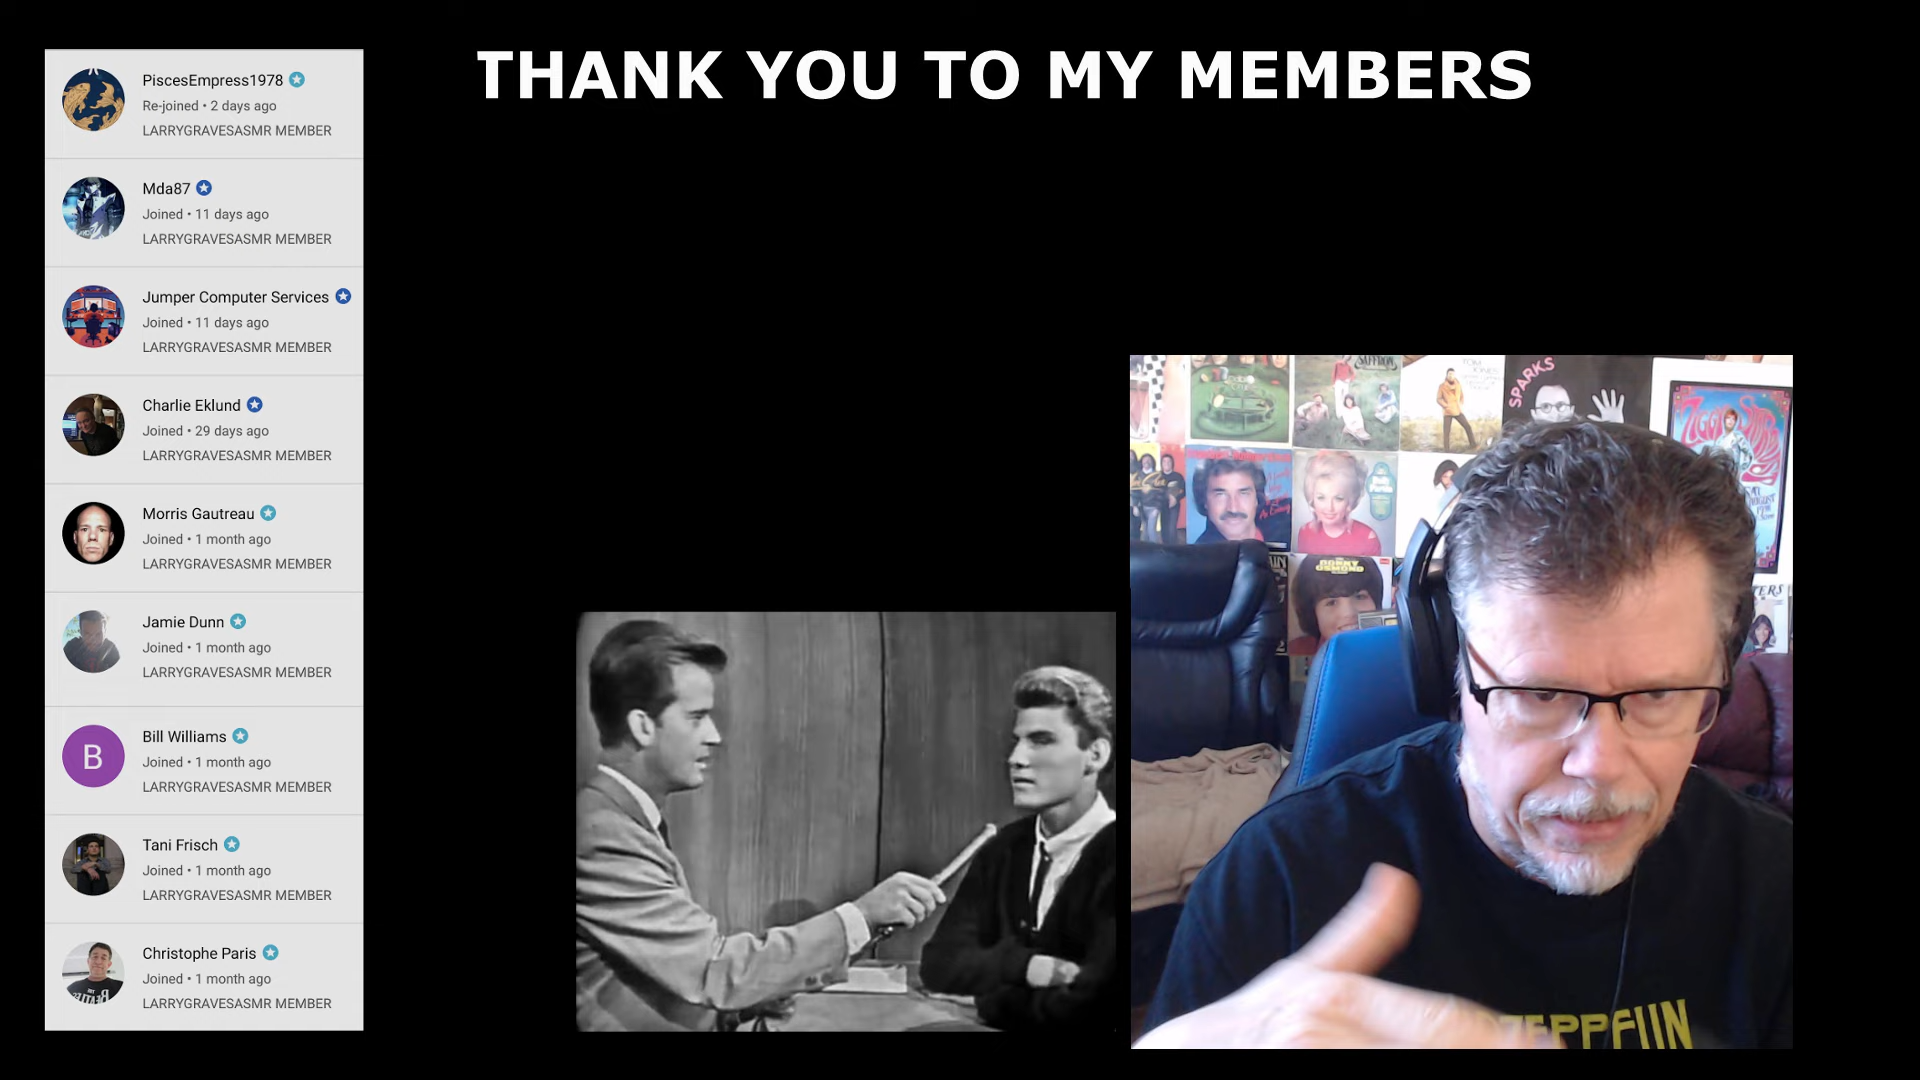 THANK YOU TO MY MEMBERS
PiscesEmpress1978
Re-joined • 2 days ago
LARRYGRAVESASMR MEMBER
Mda87
Joined • 11 days ago
LARRYGRAVESASMR MEMBER
Jumper Computer Services
Joined • 11 days ago
LARRYGRAVESASMR MEMBER
Charlie Eklund
Joined • 29 days ago
LARRYGRAVESASMR MEMBER
Morris Gautreau
Joined • 1 month ago
LARRYGRAVESASMR MEMBER
Jamie Dunn
Joined • 1 month ago
LARRYGRAVESASMR MEMBER
B
Bill Williams
Joined • 1 month ago
LARRYGRAVESASMR MEMBER
Tani Frisch
Joined • 1 month ago
LARRYGRAVESASMR MEMBER
Christophe Paris
Joined • 1 month ago
LARRYGRAVESASMR MEMBER
SAFFRON
SPARKS
DONNY
OSMOND